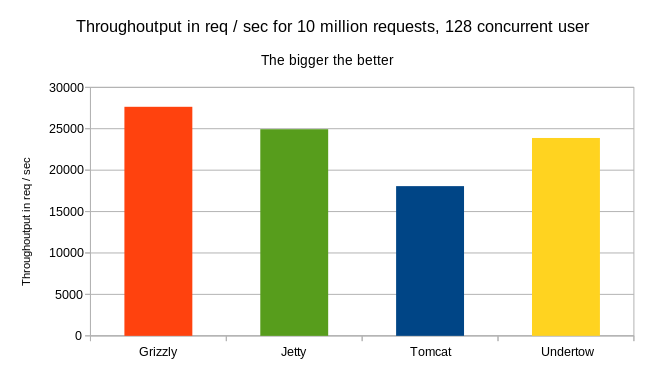 Throughoutput in req / sec for 10 million requests, 128 concurrent user
The bigger the better
Throughoutput in req / sec
30000
25000
20000
15000
10000
5000
0
Grizzly
Jetty
Tomcat
Undertow